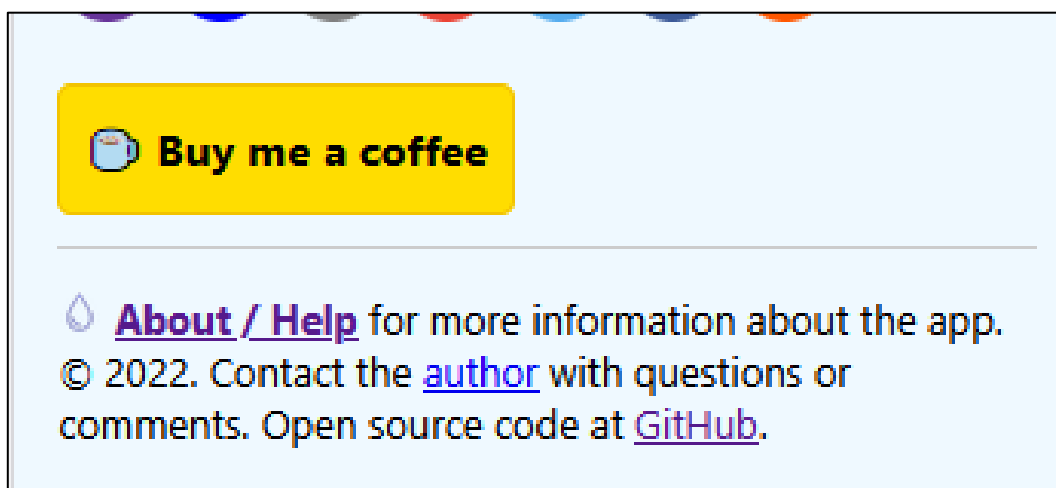 Buy me a coffee
About / Help for more information about the app.
© 2022. Contact the author with questions or
comments. Open source code at GitHub.